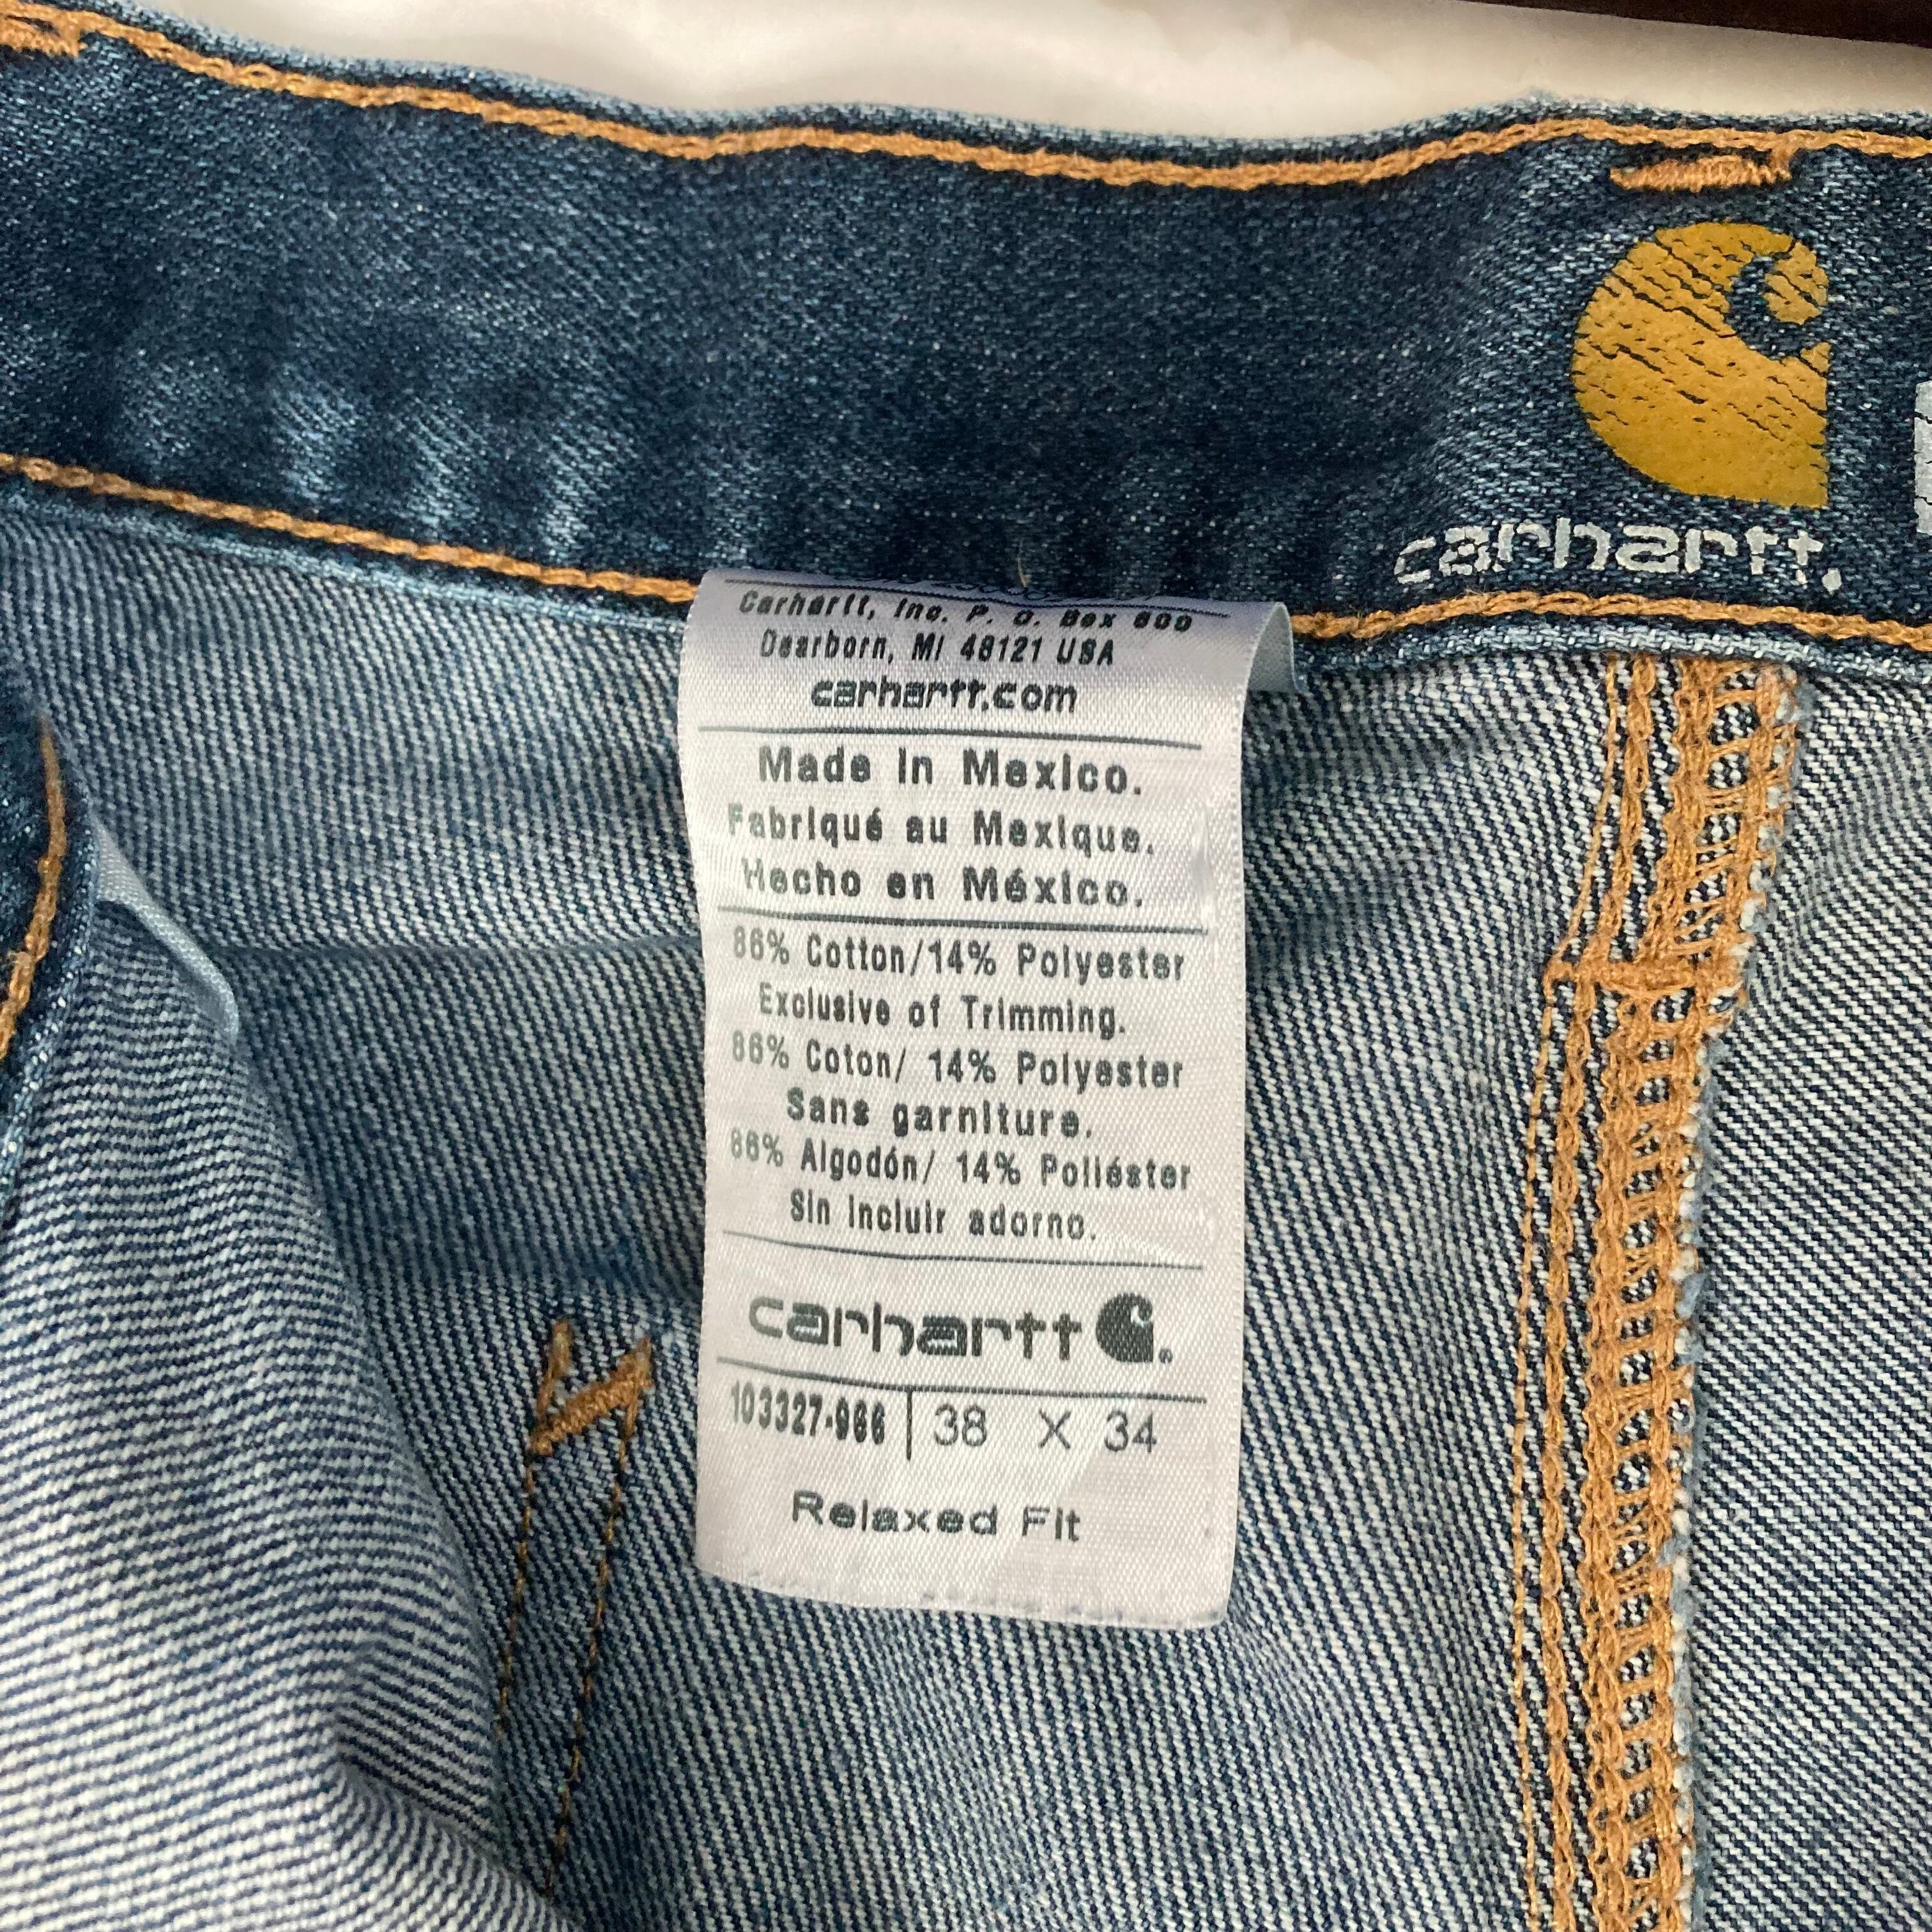 carhartt.
Carhartt, Inc. P. O. Box 600
Dearborn, MI 48121 USA
carhartt.com
Made in Mexico.
Fabriqué au Mexique.
Hecho en México.
86% Cotton/14% Polyester
Exclusive of Trimming.
86% Coton/ 14% Polyester
Sans garniture.
86% Algodón/ 14% Poliéster
Sin incluir adorno.
carhartt
103327-966 | 38 X 34
Relaxed Fit